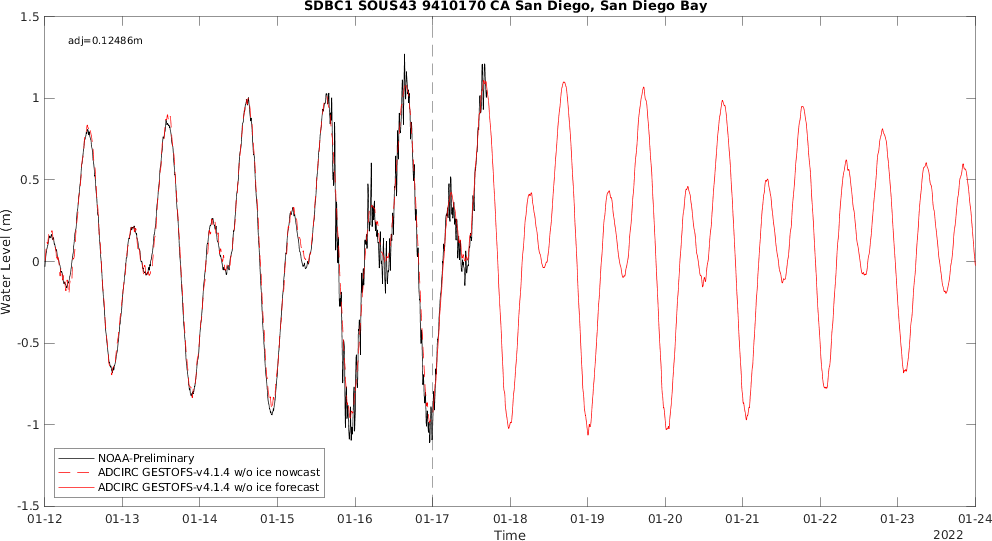 SDBC1 SOUS43 9410170 CA San Diego, San Diego Bay
adj=0.12486m
1.5
1
0.5
0
-0.5
-1
-1.5
Water Level (m)
NOAA-Preliminary
ADCIRC GESTOFS-v4.1.4 w/o ice nowcast
ADCIRC GESTOFS-v4.1.4 w/o ice forecast
01-12 01-13 01-14 01-15 01-16 01-17 01-18 01-19 01-20 01-21 01-22 01-23 01-24
Time
2022